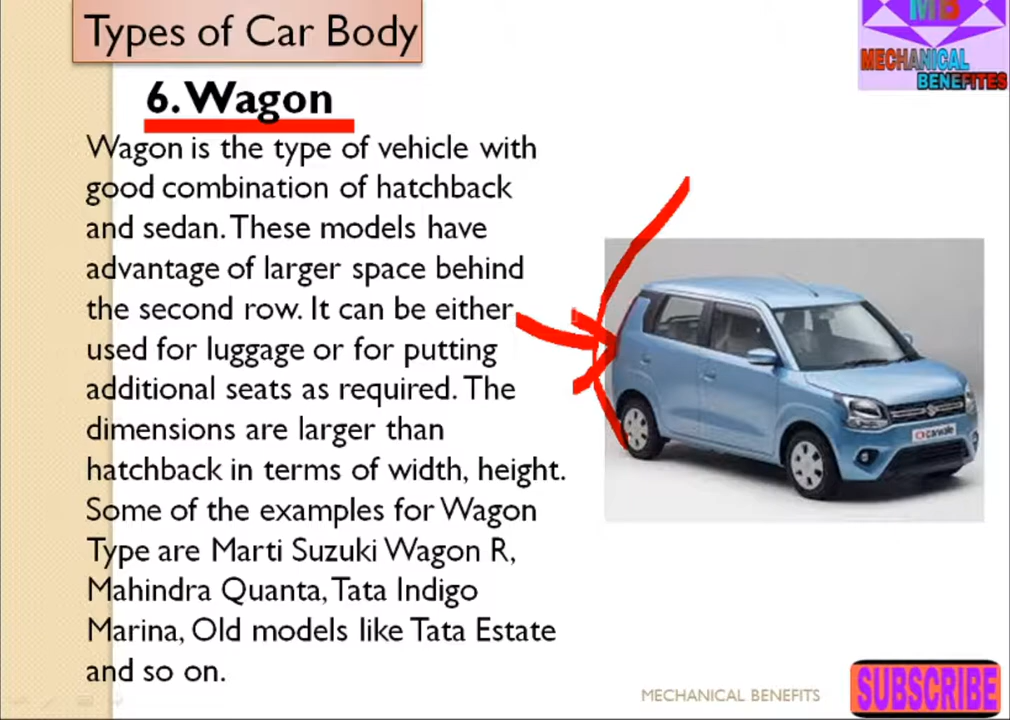 Types of Car Body
MB
MECHANICAL
BENEFITES
6. Wagon
Wagon is the type of vehicle with
good combination of hatchback
and sedan. These models have
advantage of larger space behind
the second row. It can be either
used for luggage or for putting
additional seats as required. The
dimensions are larger than
hatchback in terms of width, height.
Some of the examples for Wagon
Type are Marti Suzuki Wagon R,
Mahindra Quanta, Tata Indigo
Marina, Old models like Tata Estate
and so on.
carwale
MECHANICAL BENEFITS
SUBSCRIBE